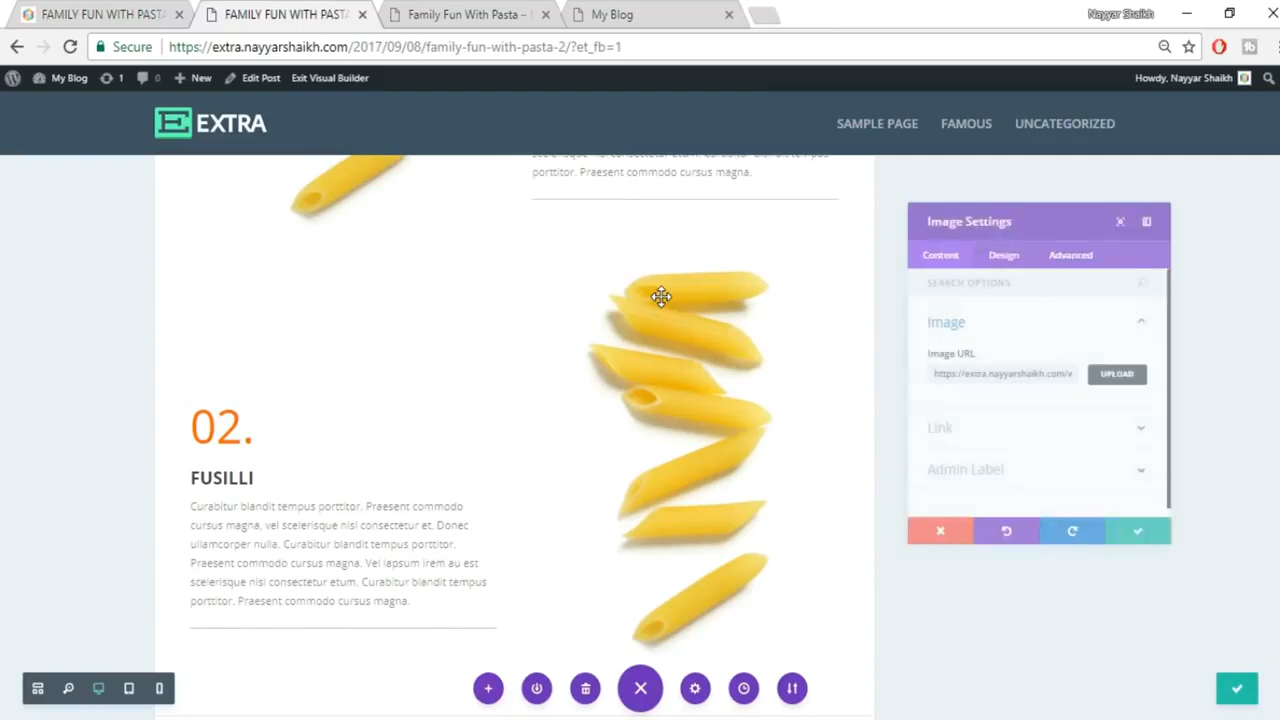 FAMILY FUN WITH PASTA
FAMILY FUN WITH PASTA
Family Fun With Pasta –
My Blog
Nayyar Shaikh
Secure
https://extra.nayyarshaikh.com/2017/09/08/family-fun-with-pasta-2/?et_fb=1
My Blog
1
0
New
Edit Post
Exit Visual Builder
Howdy, Nayyar Shaikh
EXTRA
SAMPLE PAGE
FAMOUS
UNCATEGORIZED
porttitor. Praesent commodo cursus magna.
02.
FUSILLI
Curabitur blandit tempus porttitor. Praesent commodo
cursus magna, vel scelerisque nisl consectetur et. Donec
ullamcorper nulla. Curabitur blandit tempus porttitor.
Praesent commodo cursus magna. Vel lapsum irem au est
scelerisque nisl consectetur etum. Curabitur blandit tempus
porttitor. Praesent commodo cursus magna.
Image Settings
Content
Design
Advanced
SEARCH OPTIONS
Image
Image URL
https://extra.nayyarshaikh.com/v
UPLOAD
Link
Admin Label